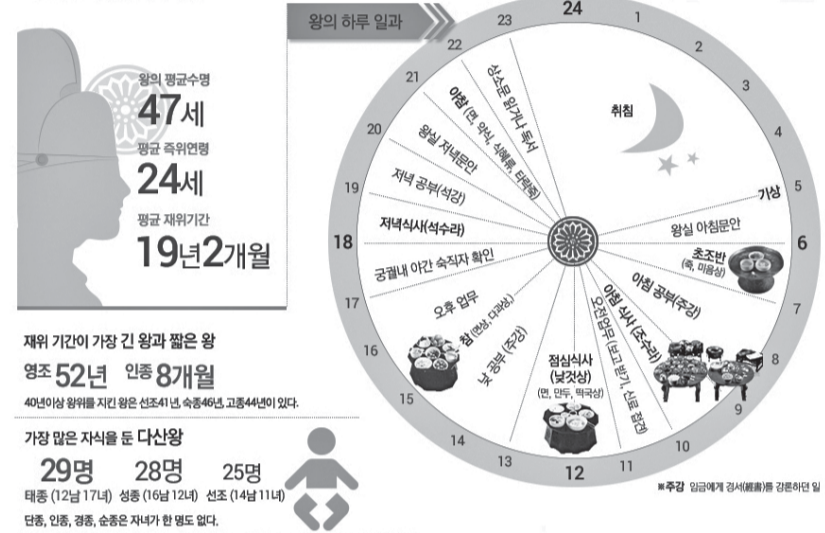 왕의 하루 일과
왕의 평균수명
47세
평균 즉위연령
24세
평균 재위기간
19년2개월
재위 기간이 가장 긴 왕과 짧은 왕
영조 52년 인종 8개월
40년이상 왕위를 지킨 왕은 선조41년, 숙종46년, 고종44년이 있다.
가장 많은 자식을 둔 다산왕
29명 28명 25명
태종 (12남 17녀) 성종 (16남 12녀) 선조 (14남 11녀)
단종, 인종, 경종, 순종은 자녀가 한 명도 없다.
24
1
2
3
4
5
6
7
8
9
10
11
12
13
14
15
16
17
18
19
20
21
22
23
취침
기상
왕실 아침문안
초조반
(죽, 미음상)
아침 공부(주강)
아침 식사 (조수라)
오전업무 (보고 받기, 신료 접견)
점심식사
(낮것상)
(면, 만두, 떡국상)
낮 공부 (주강)
참 (면상, 다과상,)
오후 업무
궁궐내 야간 숙직자 확인
저녁식사(석수라)
저녁 공부(석강)
왕실 저녁문안
야참 (면, 약식, 식혜류, 타락죽)
상소문 읽거나 독서
※주강 임금에게 경서(經書)를 강론하던 일